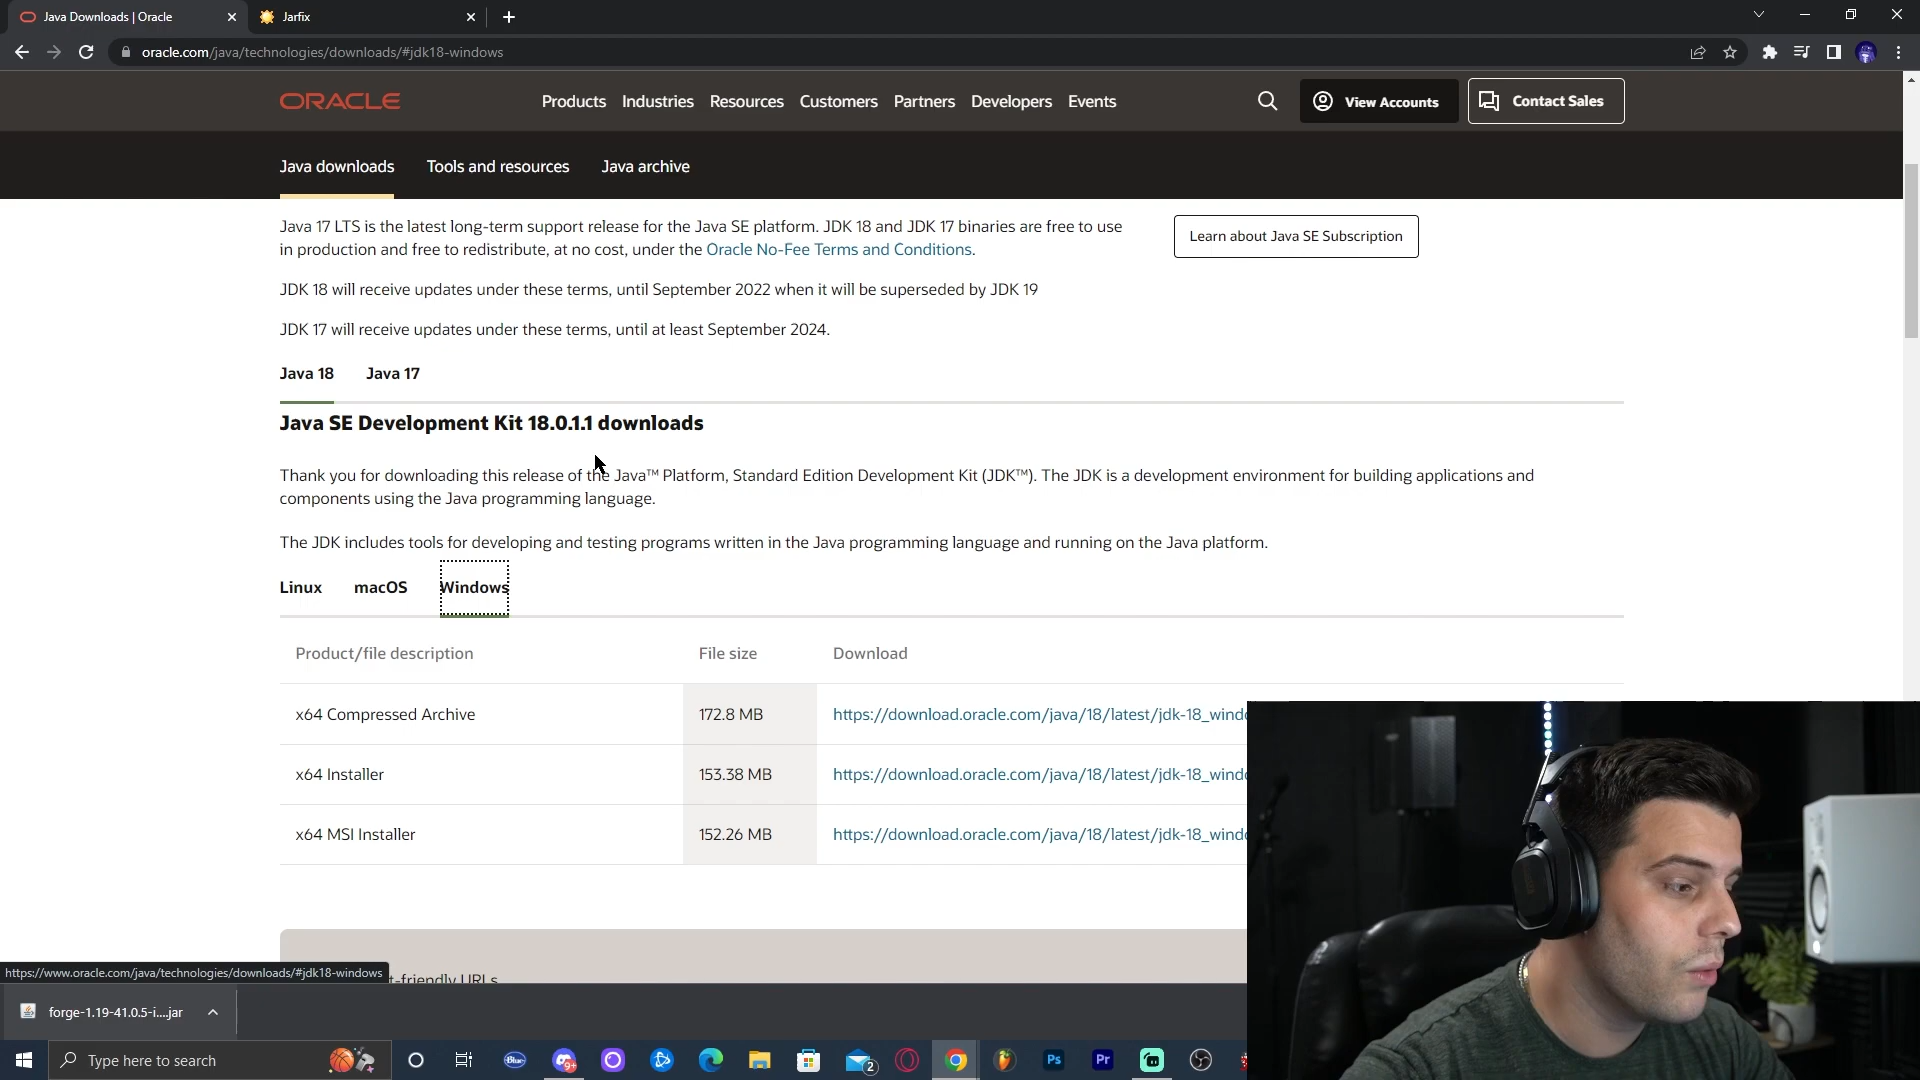 Java Downloads | Oracle
Jarfix
oracle.com/java/technologies/downloads/#jdk18-windows
ORACLE
Products Industries Resources Customers Partners Developers Events
View Accounts
Contact Sales
Java downloads Tools and resources Java archive
Java 17 LTS is the latest long-term support release for the Java SE platform. JDK 18 and JDK 17 binaries are free to use
in production and free to redistribute, at no cost, under the Oracle No-Fee Terms and Conditions.
Learn about Java SE Subscription
JDK 18 will receive updates under these terms, until September 2022 when it will be superseded by JDK 19
JDK 17 will receive updates under these terms, until at least September 2024.
Java 18 Java 17
Java SE Development Kit 18.0.1.1 downloads
Thank you for downloading this release of the Java™ Platform, Standard Edition Development Kit (JDK™). The JDK is a development environment for building applications and
components using the Java programming language.
The JDK includes tools for developing and testing programs written in the Java programming language and running on the Java platform.
Linux macOS Windows
Product/file description File size Download
x64 Compressed Archive 172.8 MB https://download.oracle.com/java/18/latest/jdk-18_windo
x64 Installer 153.38 MB https://download.oracle.com/java/18/latest/jdk-18_windo
x64 MSI Installer 152.26 MB https://download.oracle.com/java/18/latest/jdk-18_windo
t-friendly URLs
https://www.oracle.com/java/technologies/downloads/#jdk18-windows
forge-1.19-41.0.5-i....jar
Type here to search
Blue
9+
2
Ps
Pr